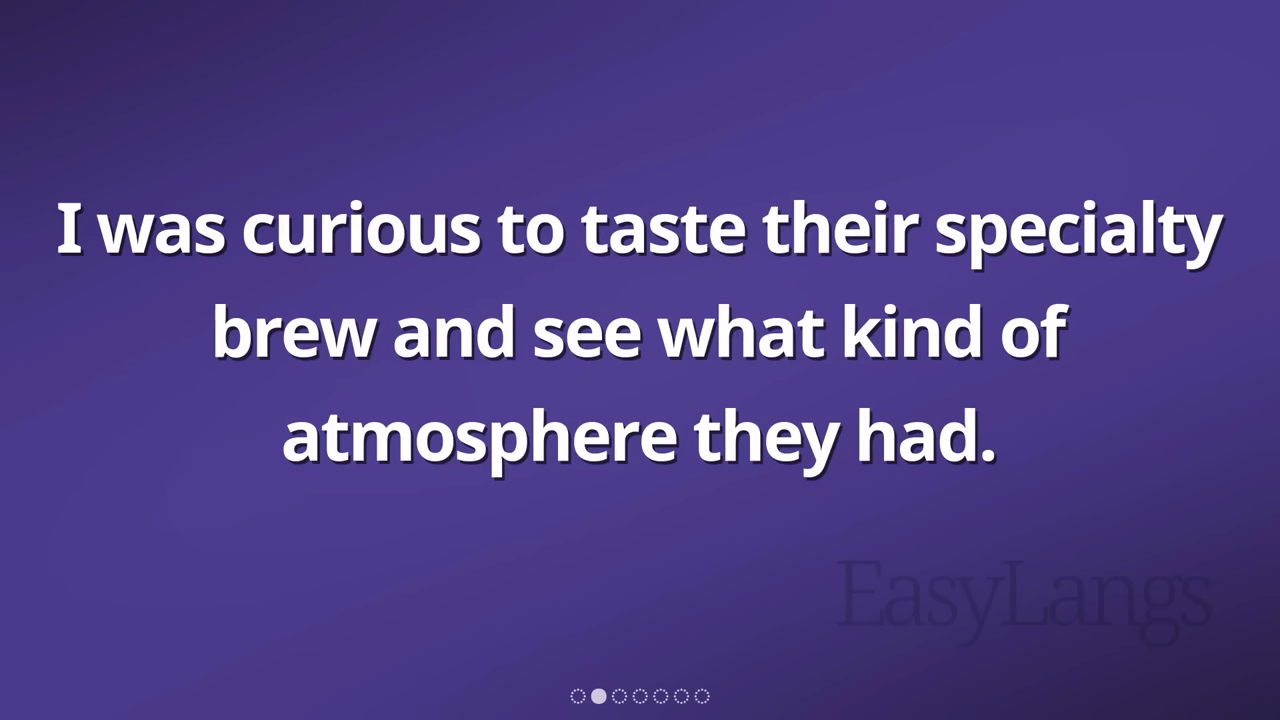 I was curious to taste their specialty
brew and see what kind of
atmosphere they had.
EasyLangs